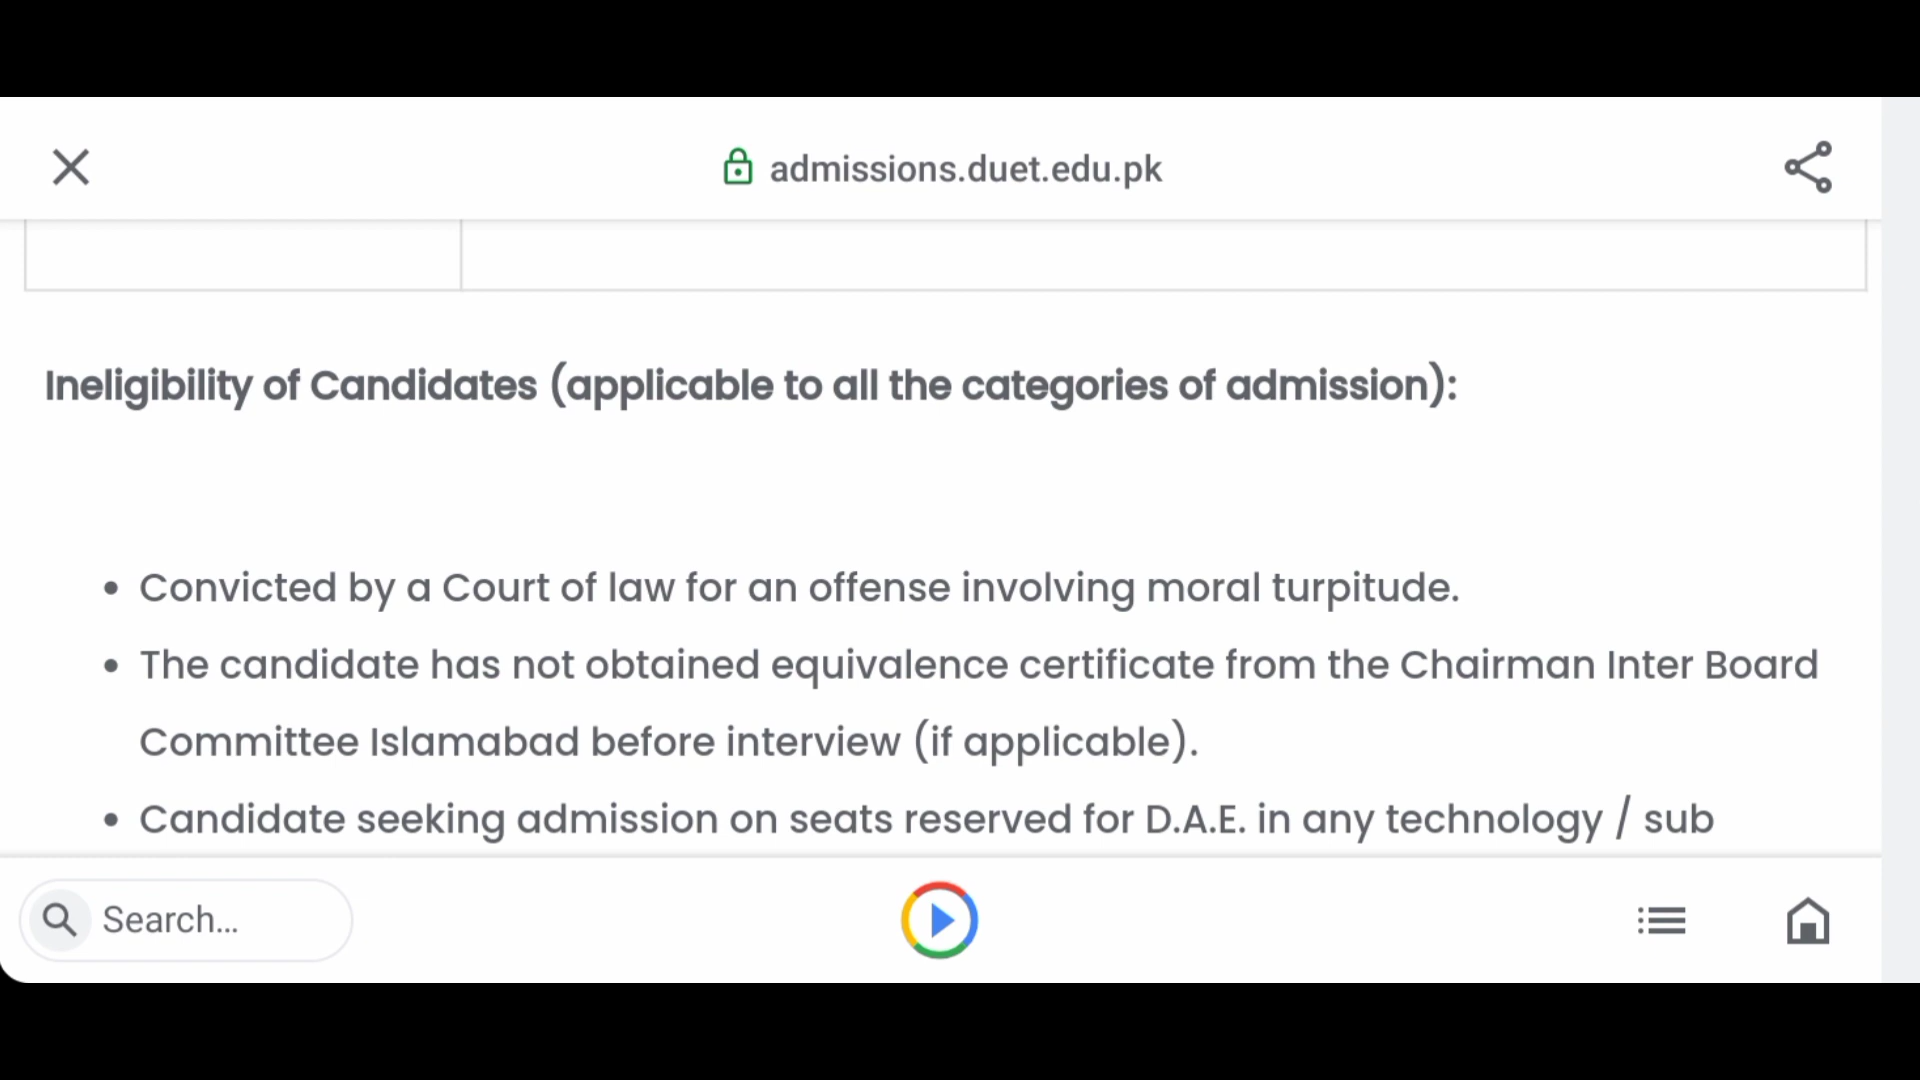 admissions.duet.edu.pk
Ineligibility of Candidates (applicable to all the categories of admission):
• Convicted by a Court of law for an offense involving moral turpitude.
• The candidate has not obtained equivalence certificate from the Chairman Inter Board
Committee Islamabad before interview (if applicable).
• Candidate seeking admission on seats reserved for D.A.E. in any technology / sub
Search...